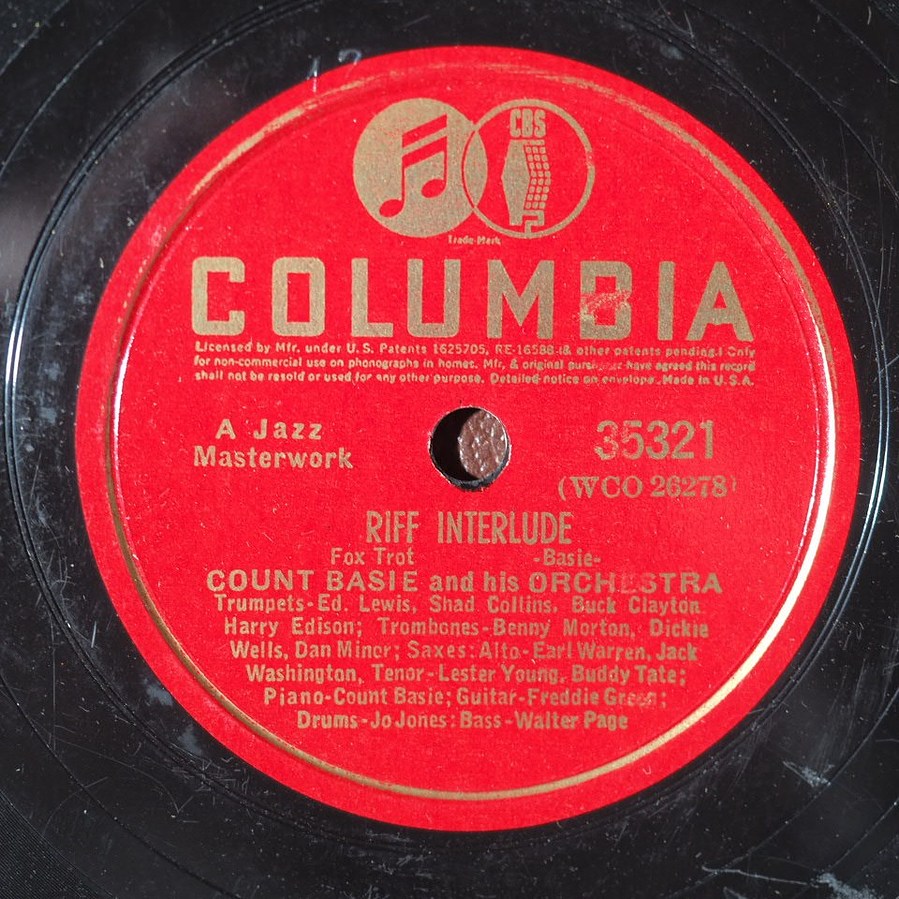 17
CBS
Trade-Mark
COLUMBIA
Licensed by Mfr. under U.S. Patents 1625705, RE-16588 (& other patents pending.) Only
for non-commercial use on phonographs in homes. Mfr. & original purchaser have agreed this record
shall not be resold or used for any other purpose. Detailed notice on envelope. Made in U.S.A.
A Jazz
Masterwork
35321
(WCO 26278)
RIFF INTERLUDE
Fox Trot -Basie-
COUNT BASIE and his ORCHESTRA
Trumpets-Ed. Lewis, Shad Collins, Buck Clayton
Harry Edison; Trombones-Benny Morton, Dickie
Wells, Dan Minor; Saxes: Alto-Earl Warren, Jack
Washington, Tenor-Lester Young, Buddy Tate;
Piano-Count Basie; Guitar-Freddie Green;
Drums-Jo Jones: Bass-Walter Page